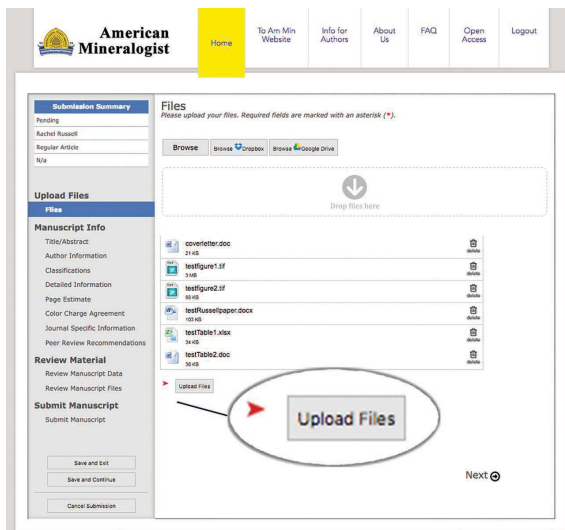 American
Mineralogist
Home
To Am Min
Website
Info for
Authors
About
Us
FAQ
Open
Access
Logout
Submission Summary
Pending
Rachel Russell
Regular Article
N/a
Upload Files
Files
Manuscript Info
Title/Abstract
Author Information
Classifications
Detailed Information
Page Estimate
Color Charge Agreement
Journal Specific Information
Peer Review Recommendations
Review Material
Review Manuscript Data
Review Manuscript Files
Submit Manuscript
Submit Manuscript
Save and Exit
Save and Continue
Cancel Submission
Files
Please upload your files. Required fields are marked with an asterisk (*).
Browse
Browse Dropbox
Browse Google Drive
Drop files here
coverletter.doc
21 KB
delete
testfigure1.tif
3 MB
delete
testfigure2.tif
delete
testRussellpaper.docx
103 KB
delete
testTable1.xlsx
34 KB
delete
testTable2.doc
36 KB
delete
Upload Files
Upload Files
Next